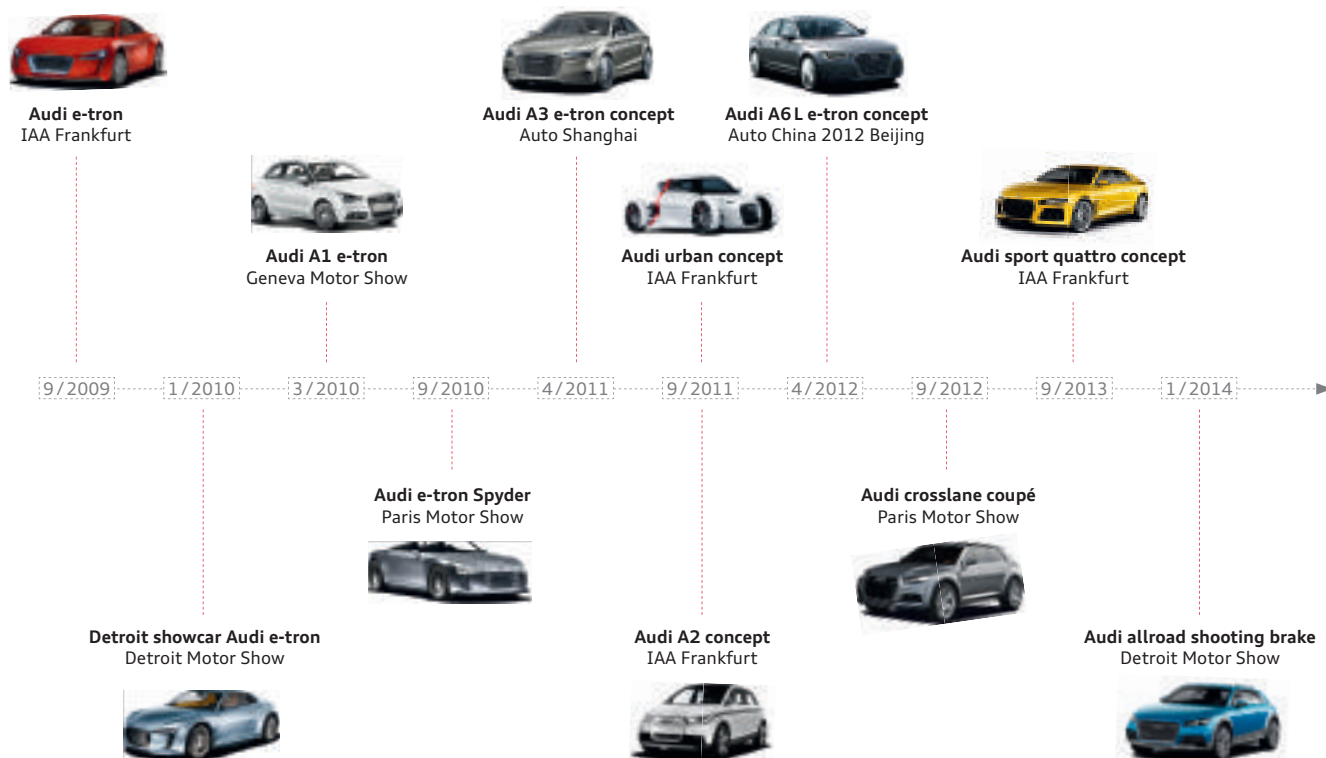 Audi e-tron
IAA Frankfurt
Audi A3 e-tron concept
Auto Shanghai
Audi A6 L e-tron concept
Auto China 2012 Beijing
Audi A1 e-tron
Geneva Motor Show
Audi urban concept
IAA Frankfurt
Audi sport quattro concept
IAA Frankfurt
9/2009
1/2010
3/2010
9/2010
4/2011
9/2011
4/2012
9/2012
9/2013
1/2014
Audi e-tron Spyder
Paris Motor Show
Audi crosslane coupé
Paris Motor Show
Detroit showcar Audi e-tron
Detroit Motor Show
Audi A2 concept
IAA Frankfurt
Audi allroad shooting brake
Detroit Motor Show